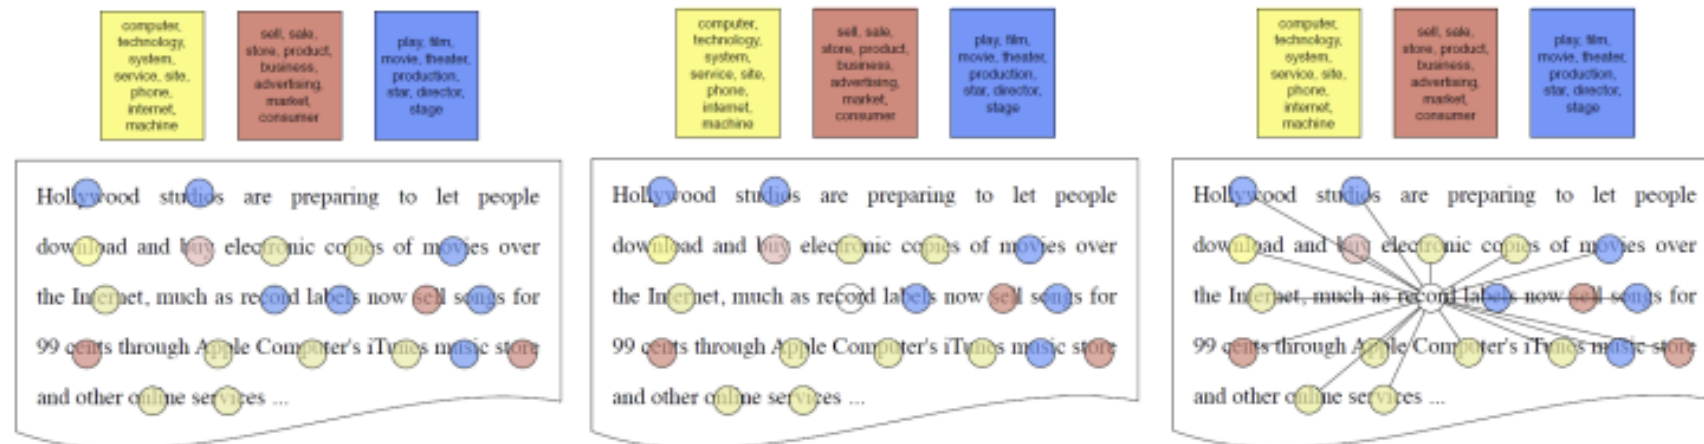 computer,
technology,
system,
service, site,
phone,
internet,
machine
sell, sale,
store, product,
business,
advertising,
market,
consumer
play, film,
movie, theater,
production,
star, director,
stage
Hollywood studios are preparing to let people
download and buy electronic copies of movies over
the Internet, much as record labels now sell songs for
99 cents through Apple Computer's iTunes music store
and other online services ...
computer,
technology,
system,
service, site,
phone,
internet,
machine
sell, sale,
store, product,
business,
advertising,
market,
consumer
play, film,
movie, theater,
production,
star, director,
stage
Hollywood studios are preparing to let people
download and buy electronic copies of movies over
the Internet, much as record labels now sell songs for
99 cents through Apple Computer's iTunes music store
and other online services ...
computer,
technology,
system,
service, site,
phone,
internet,
machine
sell, sale,
store, product,
business,
advertising,
market,
consumer
play, film,
movie, theater,
production,
star, director,
stage
Hollywood studios are preparing to let people
download and buy electronic copies of movies over
the Internet, much as record labels now sell songs for
99 cents through Apple Computer's iTunes music store
and other online services ...